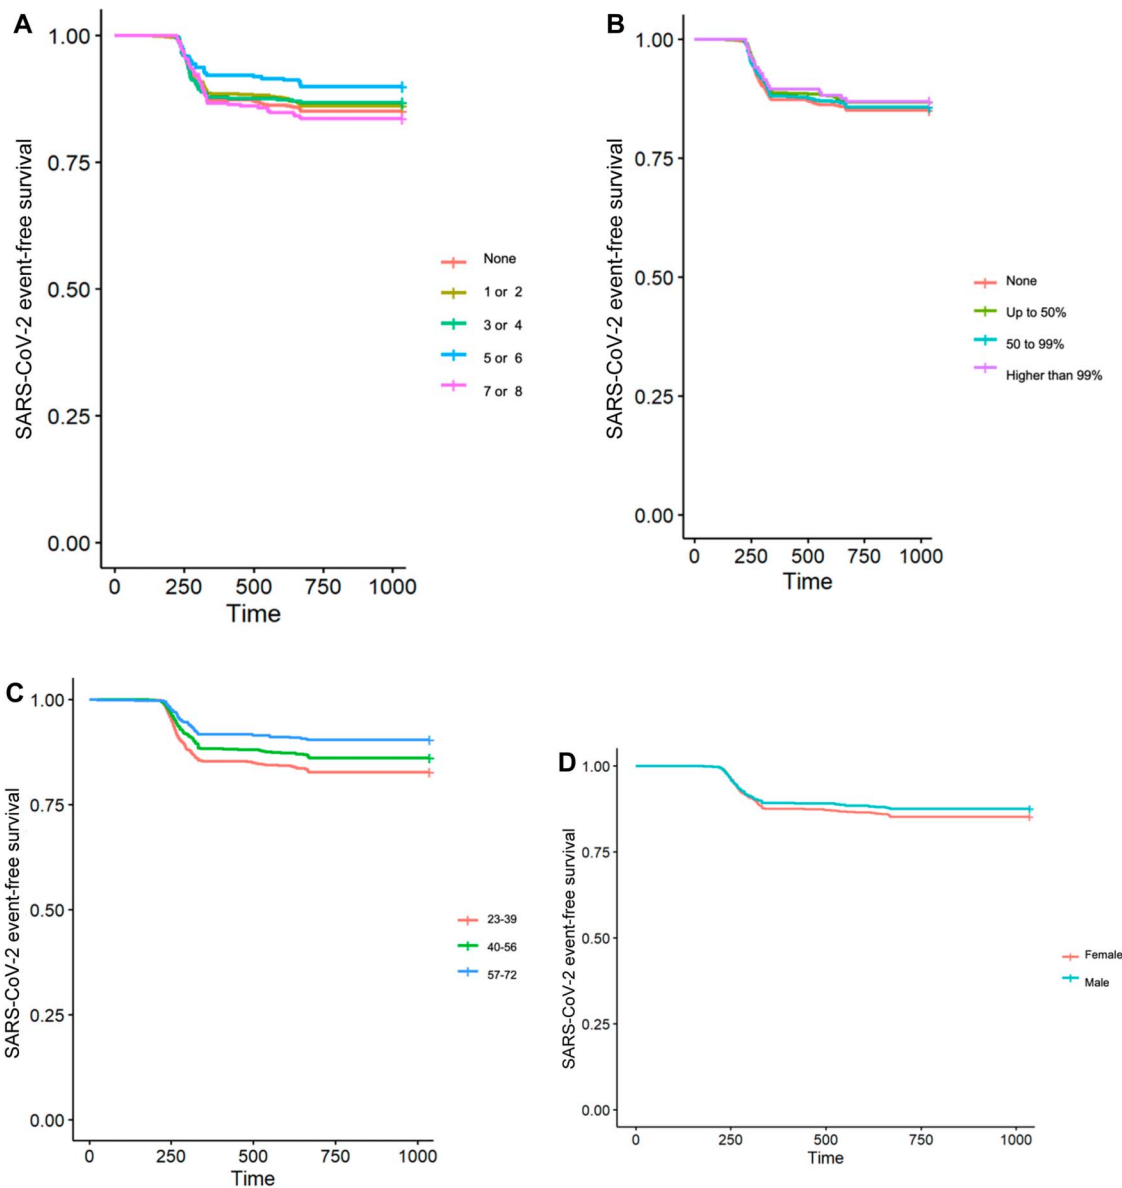 A
1.00
0.75
0.50
0.25
0.00
SARS-CoV-2 event-free survival
0 250 500 750 1000
Time
None
1 or 2
3 or 4
5 or 6
7 or 8
B
1.00
0.75
0.50
0.25
0.00
SARS-CoV-2 event-free survival
0 250 500 750 1000
Time
None
Up to 50%
50 to 99%
Higher than 99%
C
1.00
0.75
0.50
0.25
0.00
SARS-CoV-2 event-free survival
0 250 500 750 1000
Time
23-39
40-56
57-72
D
1.00
0.75
0.50
0.25
0.00
SARS-CoV-2 event-free survival
0 250 500 750 1000
Time
Female
Male